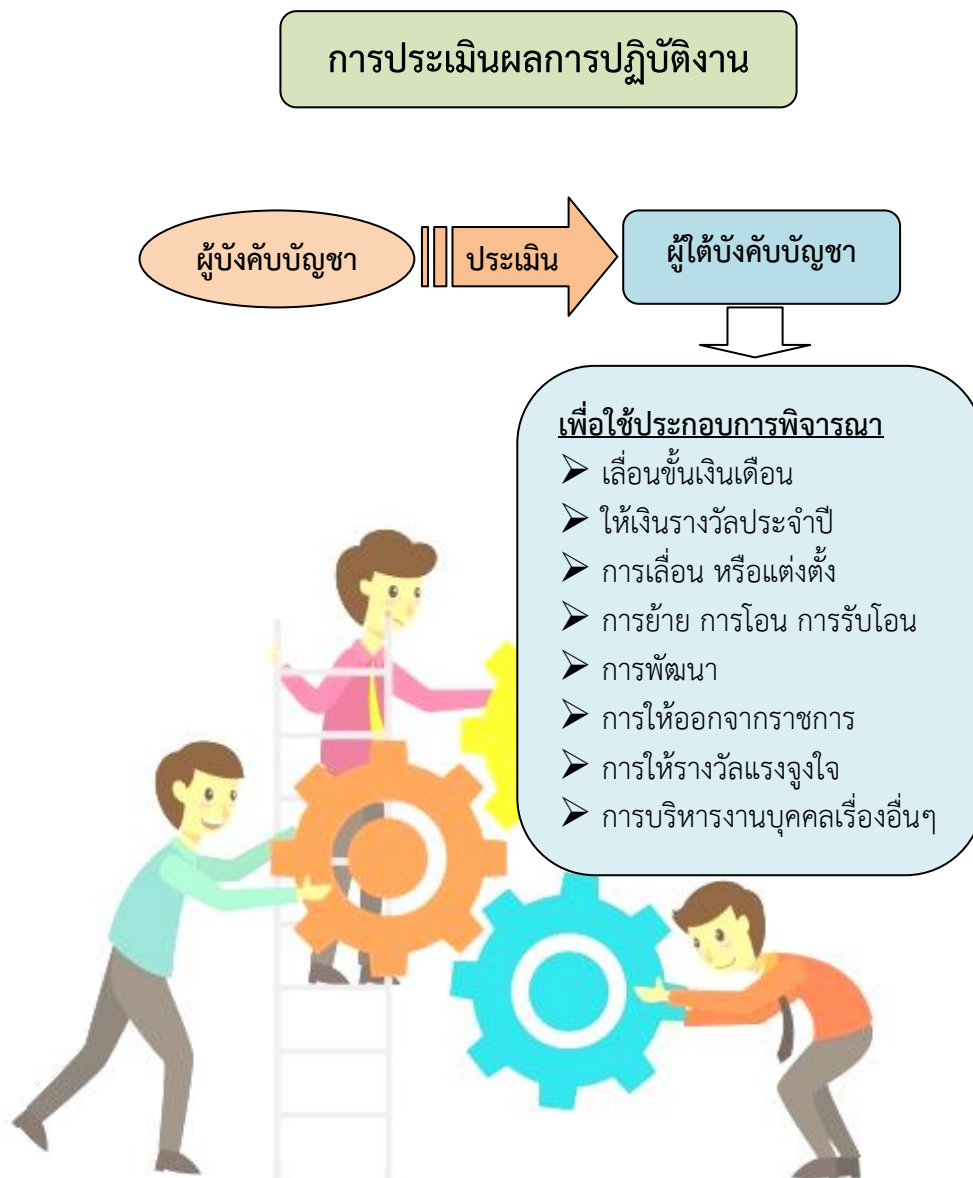 การประเมินผลการปฏิบัติงาน
ผู้บังคับบัญชา
ประเมิน
ผู้ใต้บังคับบัญชา
เพื่อใช้ประกอบการพิจารณา
➢ เลื่อนขั้นเงินเดือน
➢ ให้เงินรางวัลประจำปี
➢ การเลื่อน หรือแต่งตั้ง
➢ การย้าย การโอน การรับโอน
➢ การพัฒนา
➢ การให้ออกจากราชการ
➢ การให้รางวัลแรงจูงใจ
➢ การบริหารงานบุคคลเรื่องอื่นๆ